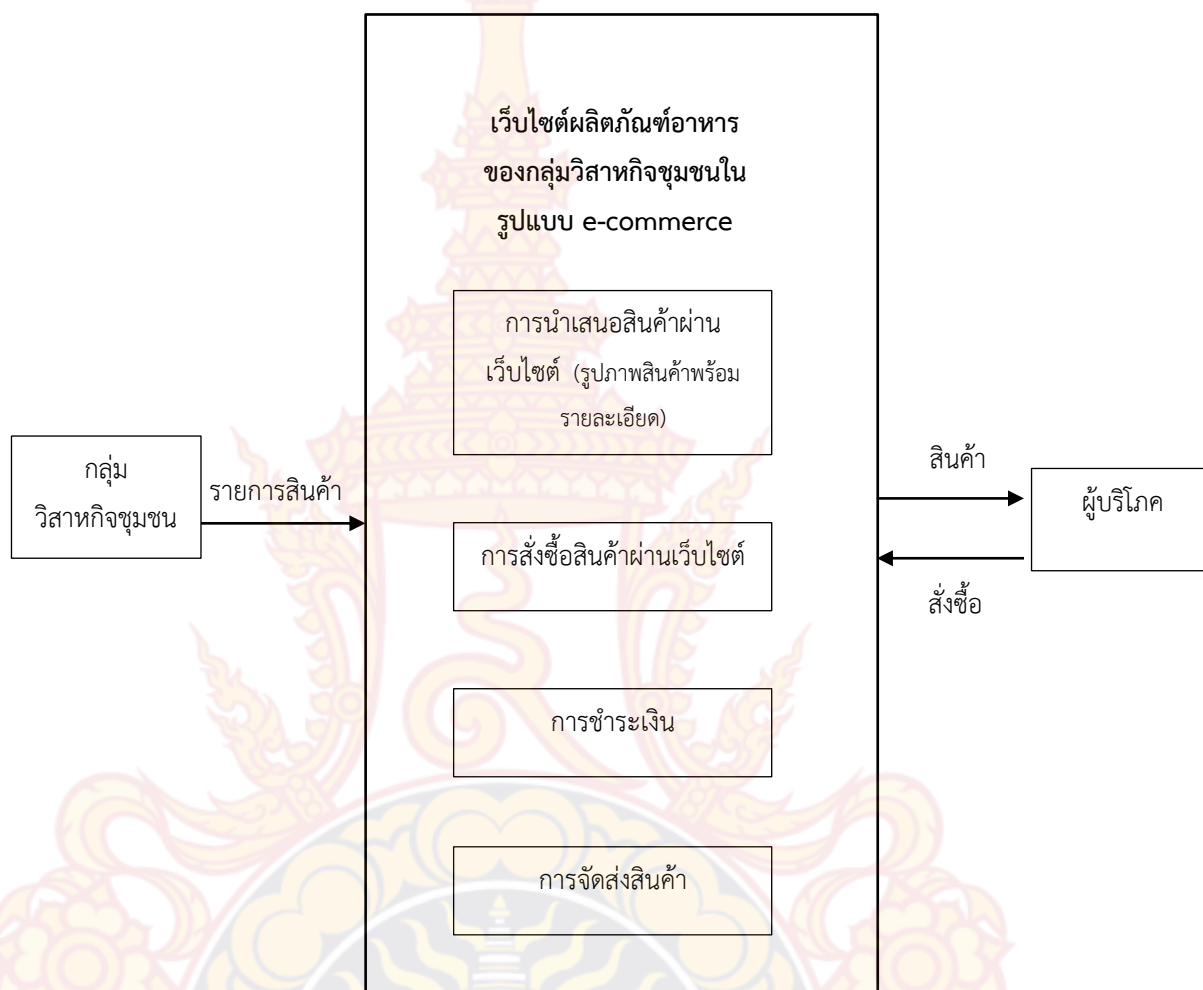 เว็บไซต์ผลิตภัณฑ์อาหาร
ของกลุ่มวิสาหกิจชุมชนใน
รูปแบบ e-commerce
การนำเสนอสินค้าผ่าน
เว็บไซต์ (รูปภาพสินค้าพร้อม
รายละเอียด)
กลุ่ม
วิสาหกิจชุมชน
รายการสินค้า
การสั่งซื้อสินค้าผ่านเว็บไซต์
การชำระเงิน
การจัดส่งสินค้า
สินค้า
สั่งซื้อ
ผู้บริโภค